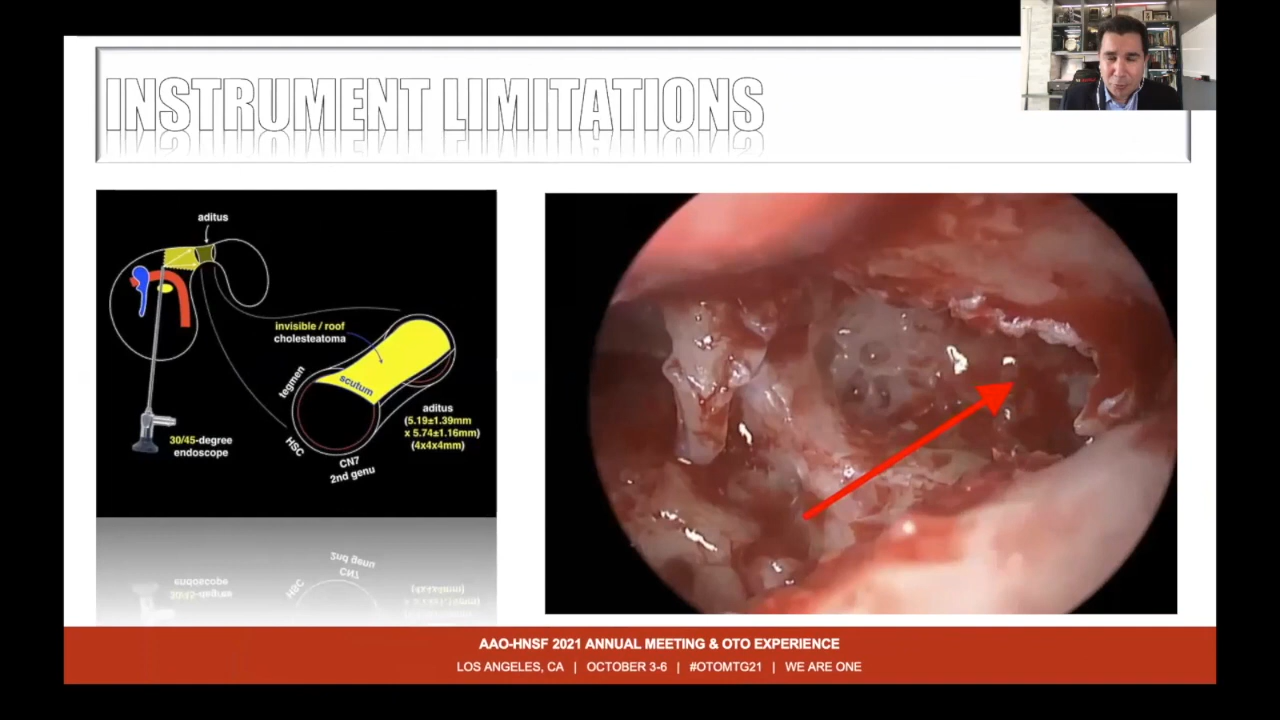 INSTRUMENT LIMITATIONS
aditus
invisible / roof
cholesteatoma
scutum
tegmen
aditus
(5.19±1.39mm
x 5.74±1.16mm)
(4x4x4mm)
HSC
CN7
2nd genu
30/45-degree
endoscope
AAO-HNSF 2021 ANNUAL MEETING & OTO EXPERIENCE
LOS ANGELES, CA | OCTOBER 3-6 | #OTOMTG21 | WE ARE ONE